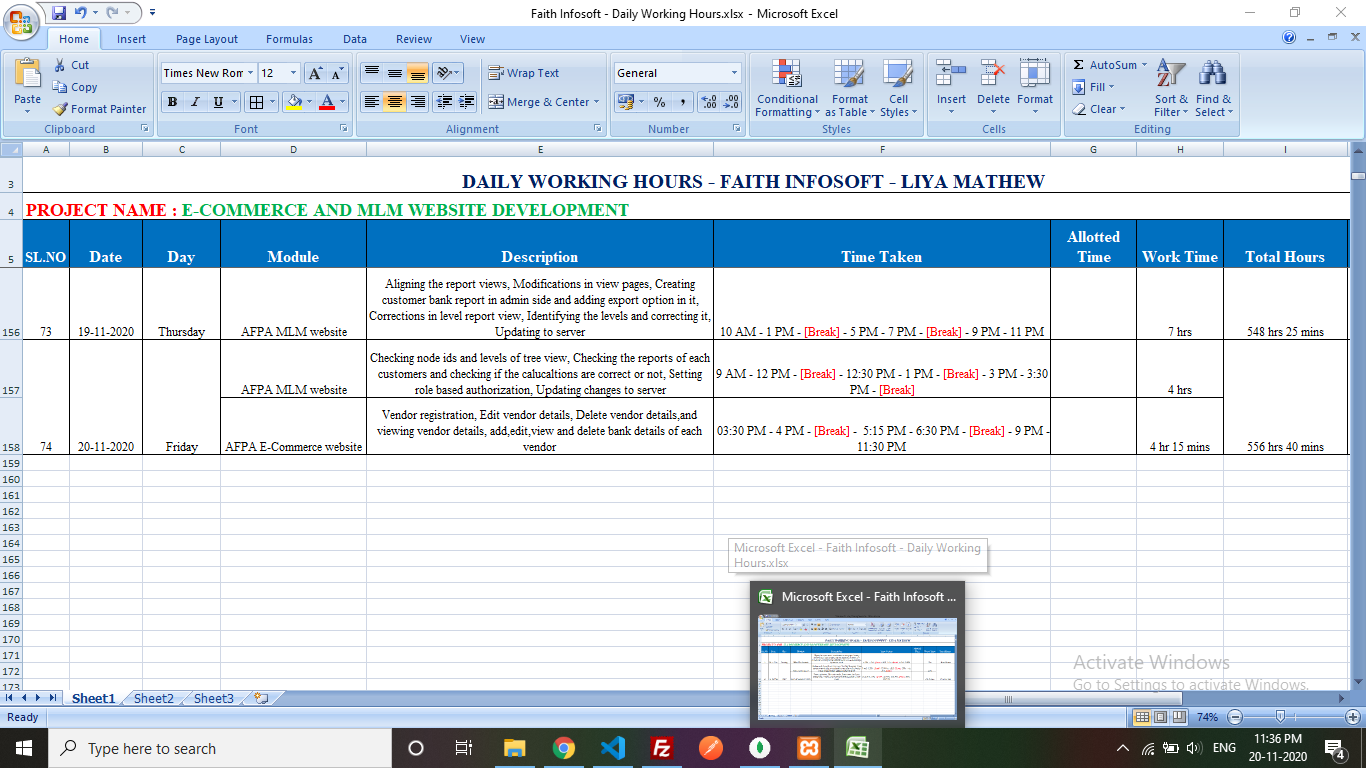 Faith Infosoft - Daily Working Hours.xlsx - Microsoft Excel
Home Insert Page Layout Formulas Data Review View
Paste
Cut
Copy
Format Painter
Clipboard
Times New Ron 12
B I U
Font
Wrap Text
Merge & Center
Alignment
General
Number
Conditional Formatting
Format as Table
Cell Styles
Styles
Insert Delete Format
Cells
AutoSum
Fill
Clear
Sort & Filter
Find & Select
Editing
A B C D E F G H I
3 DAILY WORKING HOURS - FAITH INFOSOFT - LIYA MATHEW
4 PROJECT NAME : E-COMMERCE AND MLM WEBSITE DEVELOPMENT
5 SL.NO Date Day Module Description Time Taken Allotted Time Work Time Total Hours
Aligning the report views, Modifications in view pages, Creating
customer bank report in admin side and adding export option in it,
Corrections in level report view, Identifying the levels and correcting it,
156 73 19-11-2020 Thursday AFPA MLM website Updating to server 10 AM - 1 PM - [Break] - 5 PM - 7 PM - [Break] - 9 PM - 11 PM 7 hrs 548 hrs 25 mins
Checking node ids and levels of tree view, Checking the reports of each
customers and checking if the calucaltions are correct or not, Setting 9 AM - 12 PM - [Break] - 12:30 PM - 1 PM - [Break] - 3 PM - 3:30
157 AFPA MLM website role based authorization, Updating changes to server PM - [Break] 4 hrs
Vendor registration, Edit vendor details, Delete vendor details,and
viewing vendor details, add,edit,view and delete bank details of each 03:30 PM - 4 PM - [Break] - 5:15 PM - 6:30 PM - [Break] - 9 PM -
158 74 20-11-2020 Friday AFPA E-Commerce website vendor 11:30 PM 4 hr 15 mins 556 hrs 40 mins
159
160
161
162
163
164
165
166
167
168
169
170
171
172
173
Microsoft Excel - Faith Infosoft - Daily Working
Hours.xlsx
Microsoft Excel - Faith Infosoft ...
Activate Windows
Go to Settings to activate Windows.
Sheet1 Sheet2 Sheet3
Ready 74%
Type here to search
ENG
11:36 PM
20-11-2020
4